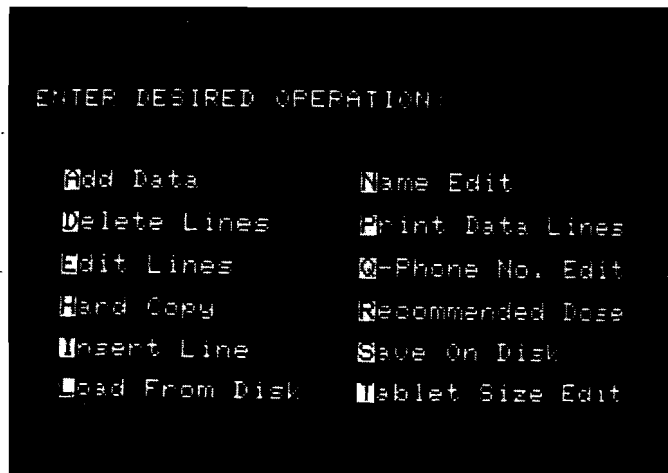 ENTER DESIRED OPERATION:
Add Data
Delete Lines
Edit Lines
Hard Copy
Insert Line
Load From Disk
Name Edit
Print Data Lines
Q-Phone No. Edit
Recommended Dose
Save On Disk
Tablet Size Edit